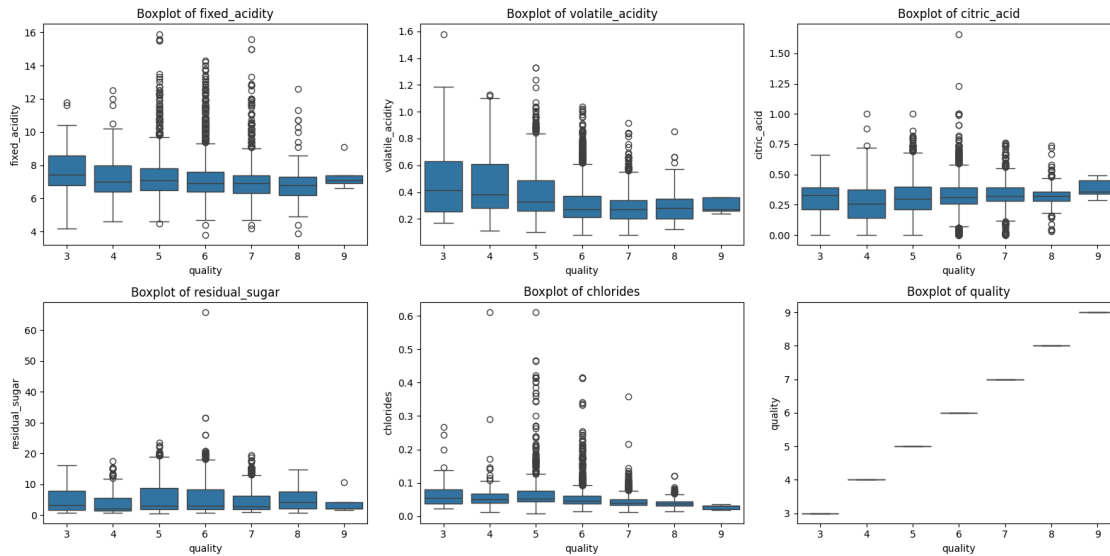 Boxplot of fixed_acidity
16
14
12
10
8
6
4
fixed_acidity
3 4 5 6 7 8 9
quality
Boxplot of volatile_acidity
1.6
1.4
1.2
1.0
0.8
0.6
0.4
0.2
volatile_acidity
3 4 5 6 7 8 9
quality
Boxplot of citric_acid
1.50
1.25
1.00
0.75
0.50
0.25
0.00
citric_acid
3 4 5 6 7 8 9
quality
Boxplot of residual_sugar
60
50
40
30
20
10
0
residual_sugar
3 4 5 6 7 8 9
quality
Boxplot of chlorides
0.6
0.5
0.4
0.3
0.2
0.1
0.0
chlorides
3 4 5 6 7 8 9
quality
Boxplot of quality
9
8
7
6
5
4
3
quality
3 4 5 6 7 8 9
quality